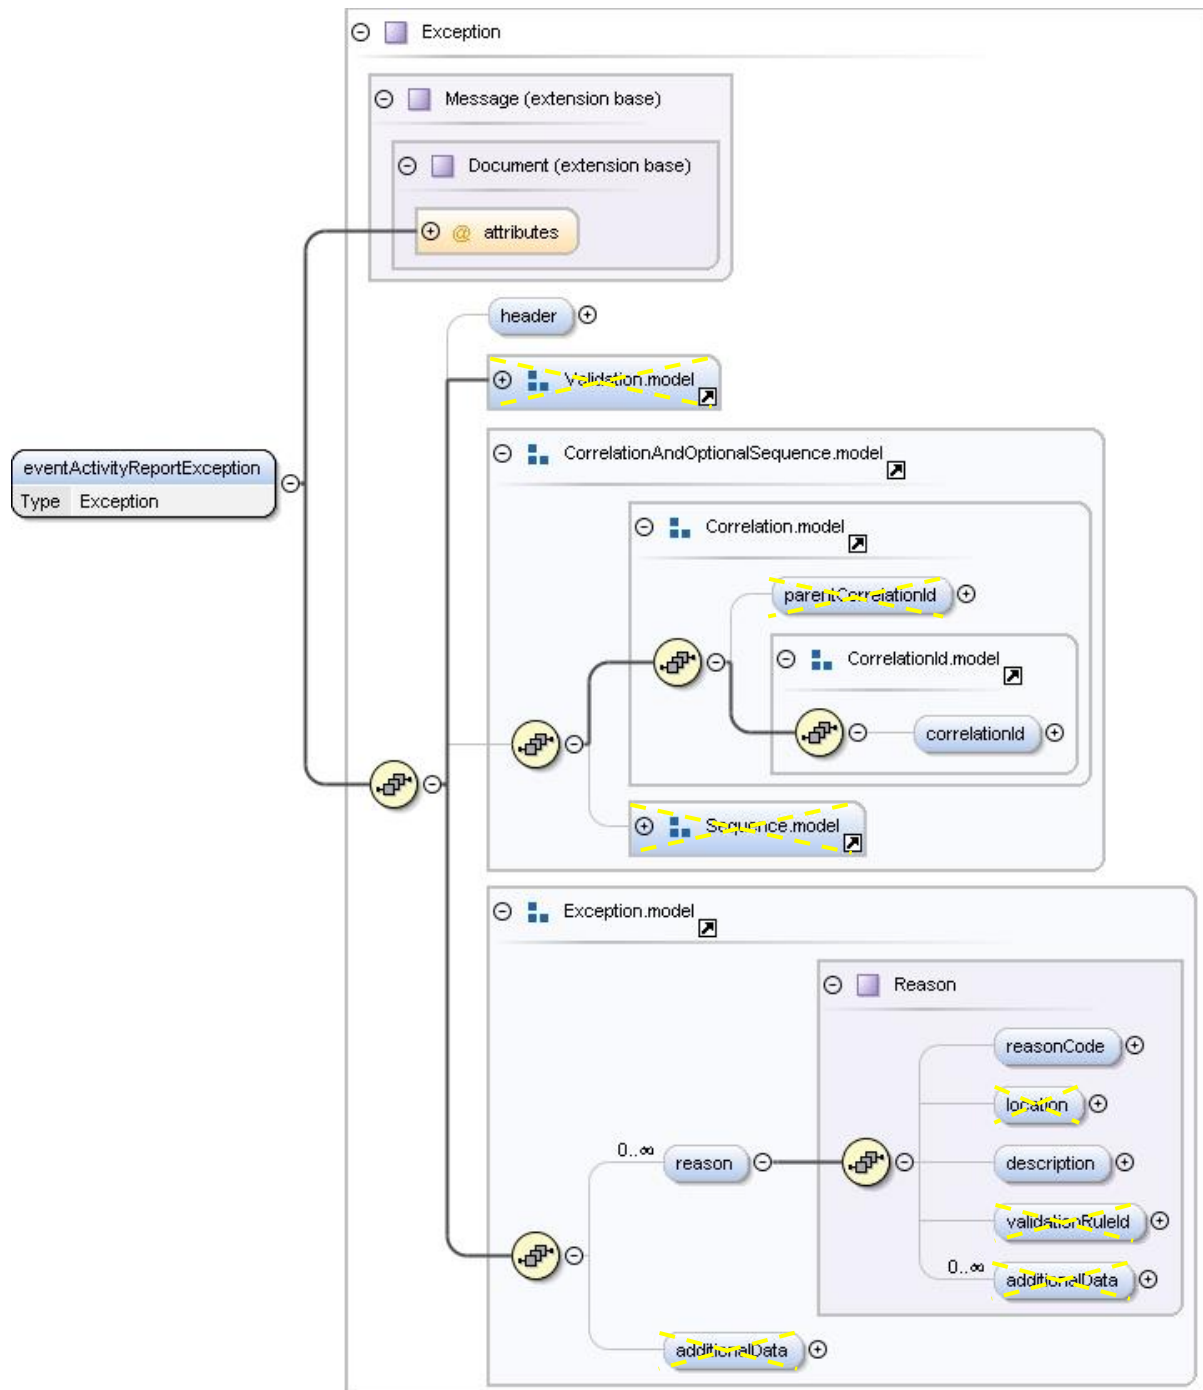 Exception
Message (extension base)
Document (extension base)
@ attributes
header
Validation.model
eventActivityReportException
Type Exception
CorrelationAndOptionalSequence.model
Correlation.model
parentCorrelationId
CorrelationId.model
correlationId
Sequence.model
Exception.model
Reason
reasonCode
location
0..∞
reason
description
validationRuleId
0..∞
additionalData
additionalData